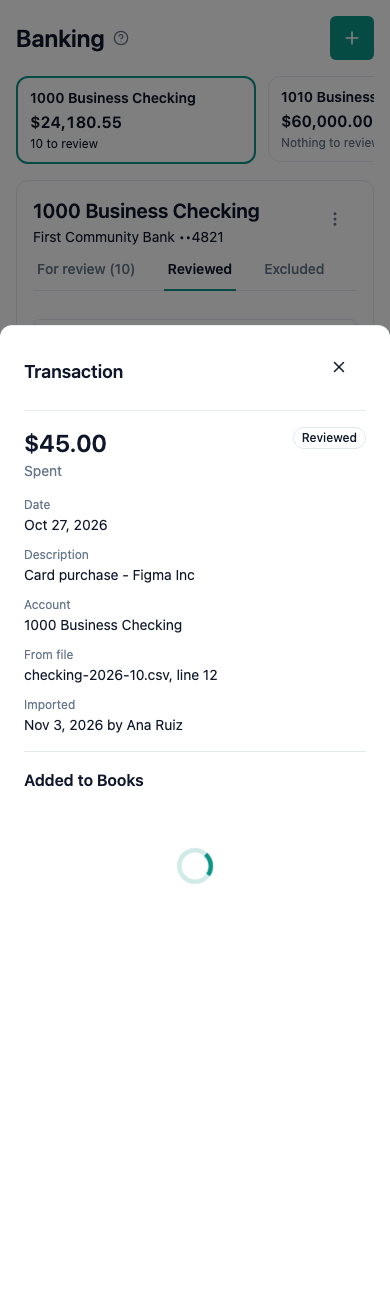 Banking
1000 Business Checking
$24,180.55
10 to review
1010 Business
$60,000.00
Nothing to review
1000 Business Checking
First Community Bank ••4821
For review (10)
Reviewed
Excluded
Transaction
$45.00
Reviewed
Spent
Date
Oct 27, 2026
Description
Card purchase - Figma Inc
Account
1000 Business Checking
From file
checking-2026-10.csv, line 12
Imported
Nov 3, 2026 by Ana Ruiz
Added to Books